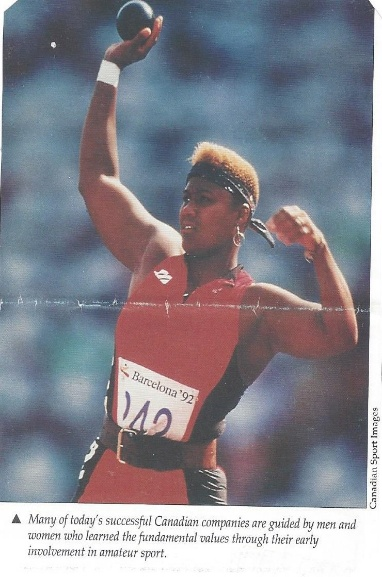 Barcelona '92
142
Canadian Sport Images
▲ Many of today's successful Canadian companies are guided by men and
women who learned the fundamental values through their early
involvement in amateur sport.